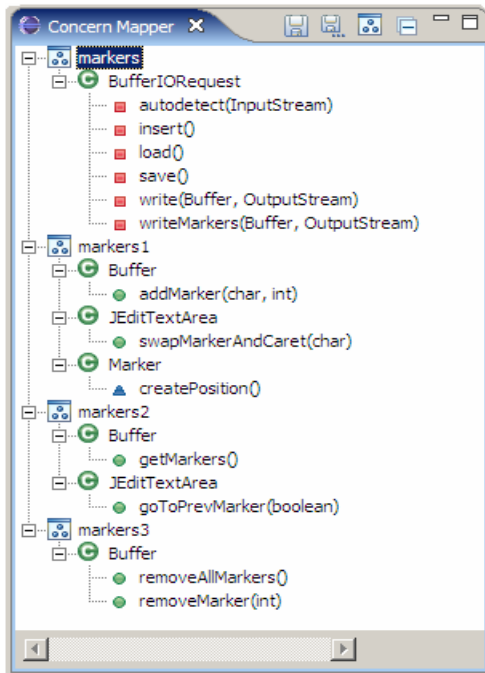 Concern Mapper
markers
BufferIORequest
autodetect(InputStream)
insert()
load()
save()
write(Buffer, OutputStream)
writeMarkers(Buffer, OutputStream)
markers1
Buffer
addMarker(char, int)
JEditTextArea
swapMarkerAndCaret(char)
Marker
createPosition()
markers2
Buffer
getMarkers()
JEditTextArea
goToPrevMarker(boolean)
markers3
Buffer
removeAllMarkers()
removeMarker(int)